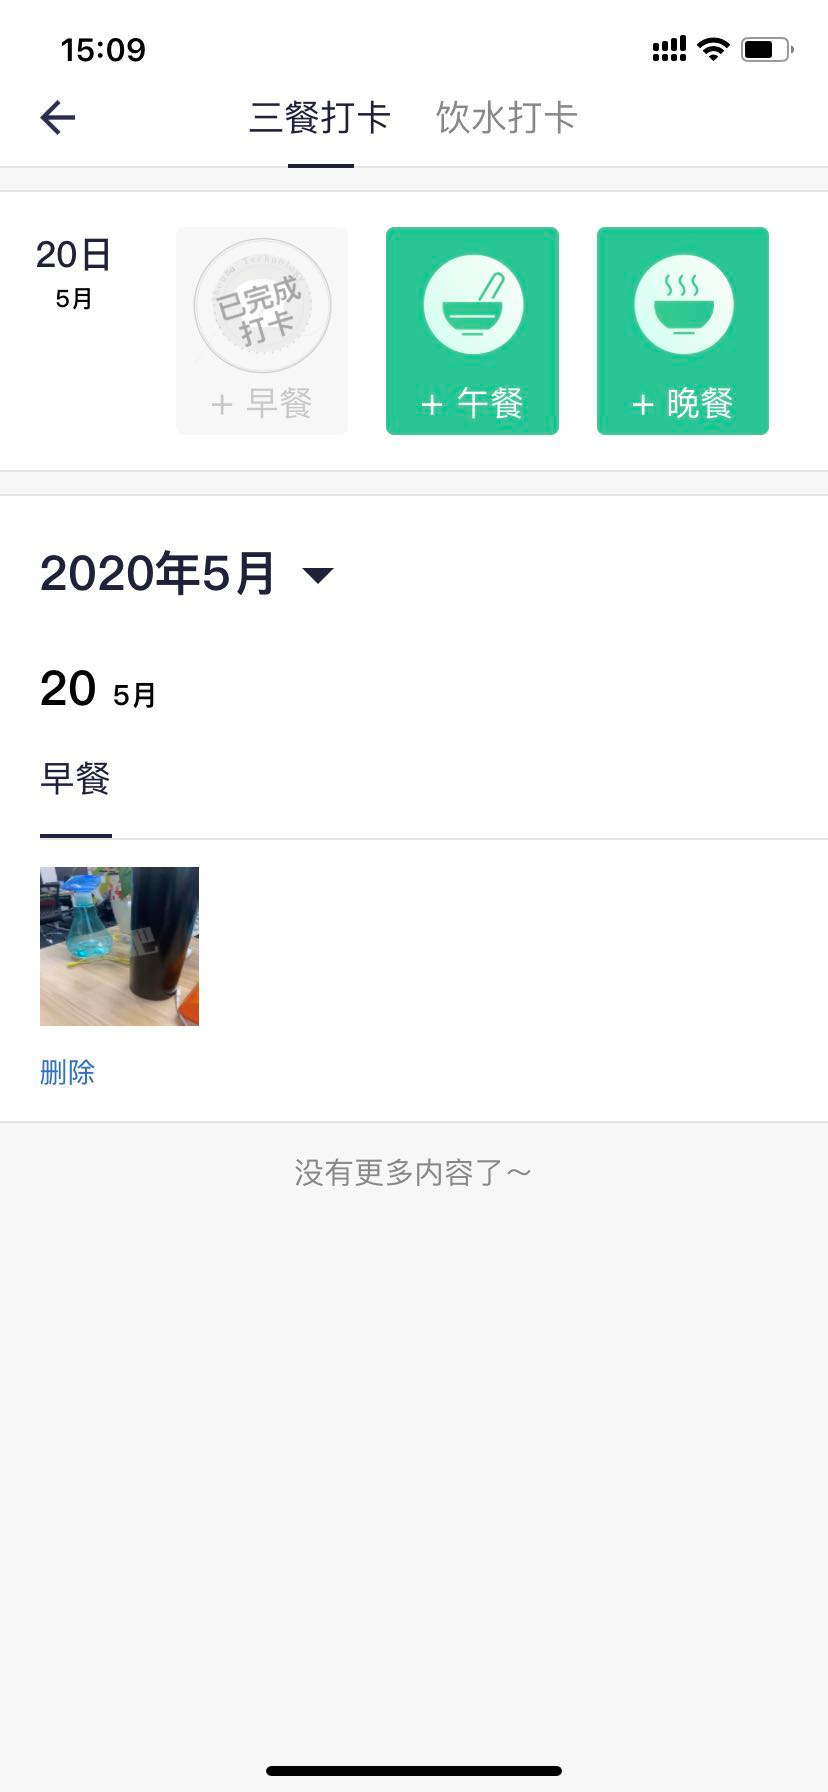 15:09
三餐打卡 饮水打卡
20日
5月
Technology
已完成
打卡
+ 早餐
+ 午餐
+ 晚餐
2020年5月
20 5月
早餐
删除
没有更多内容了～